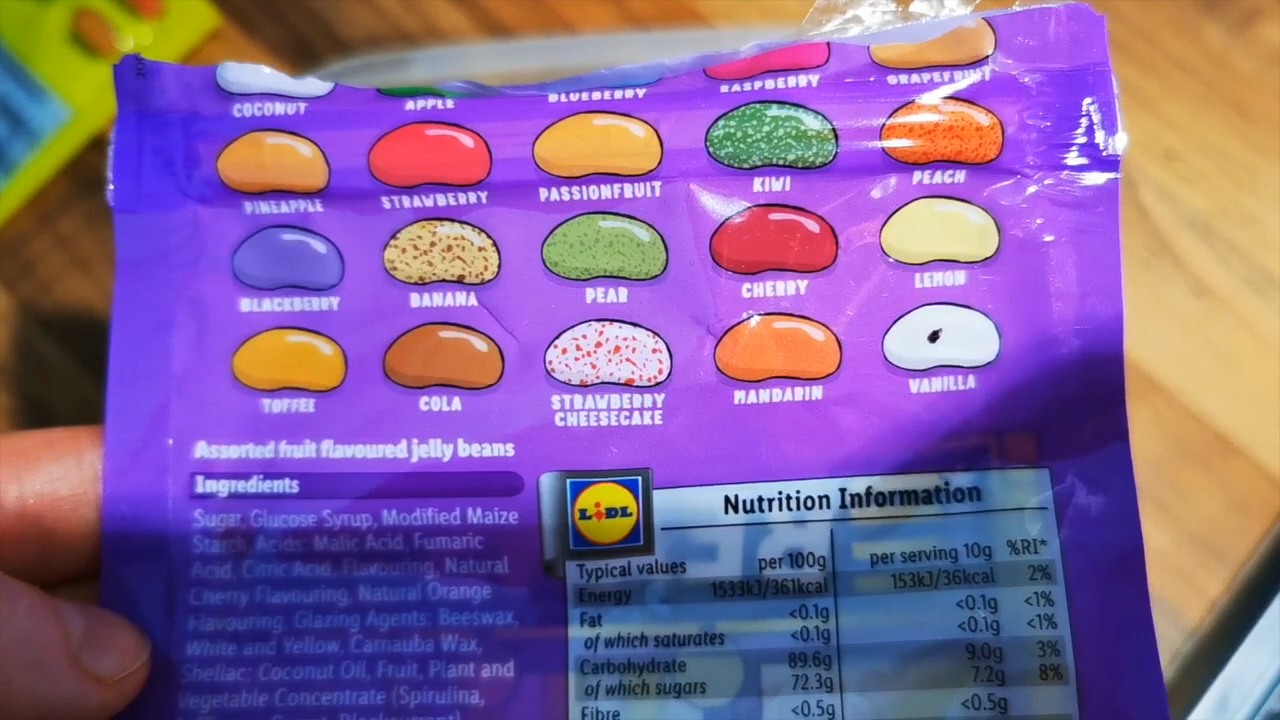 COCONUT APPLE BLUEBERRY RASPBERRY GRAPEFRUIT
PINEAPPLE STRAWBERRY PASSIONFRUIT KIWI PEACH
BLACKBERRY BANANA PEAR CHERRY LEMON
TOFFEE COLA STRAWBERRY CHEESECAKE MANDARIN VANILLA
Assorted fruit flavoured jelly beans
Ingredients
Sugar, Glucose Syrup, Modified Maize
Starch, Acids: Malic Acid, Fumaric
Acid, Citric Acid, Flavouring, Natural
Cherry Flavouring, Natural Orange
Flavouring, Glazing Agents: Beeswax,
White and Yellow, Carnauba Wax,
Shellac; Coconut Oil, Fruit, Plant and
Vegetable Concentrate (Spirulina,
LIDL
Nutrition Information
Typical values per 100g per serving 10g %RI*
Energy 1533kJ/361kcal 153kJ/36kcal 2%
Fat <0.1g <0.1g <1%
of which saturates <0.1g <0.1g <1%
Carbohydrate 89.6g 9.0g 3%
of which sugars 72.3g 7.2g 8%
Fibre <0.5g <0.5g